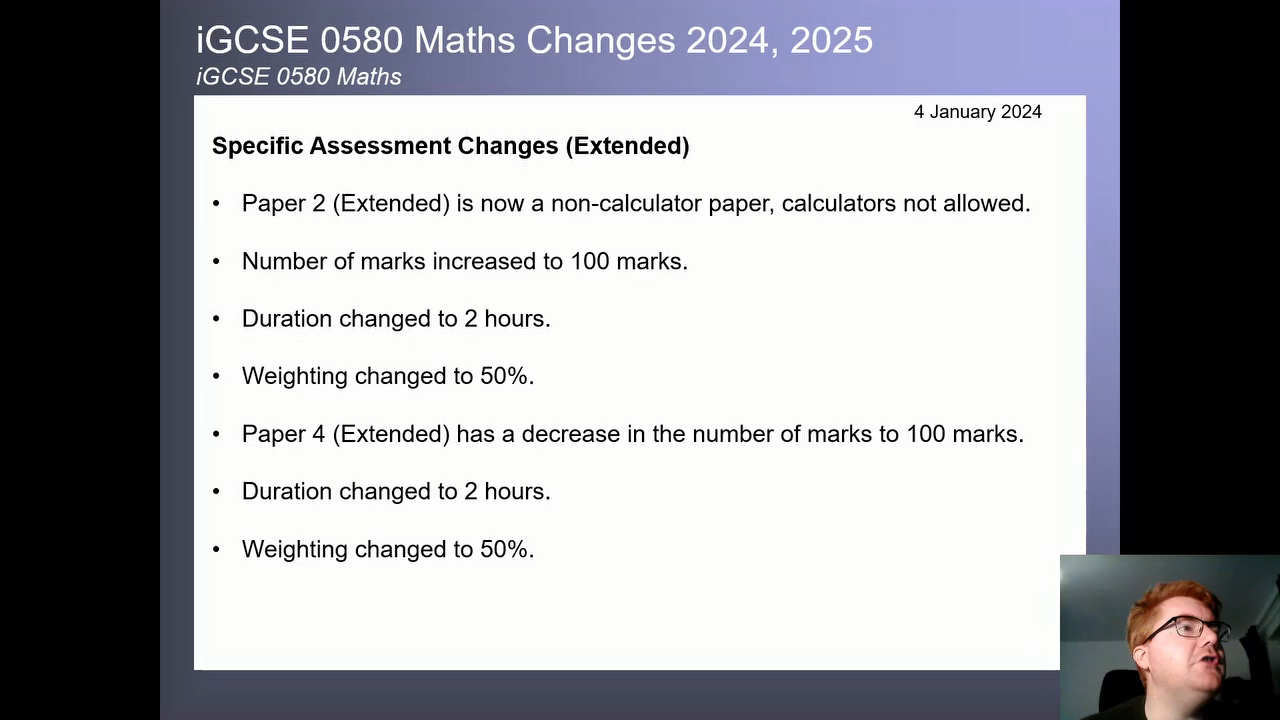 iGCSE 0580 Maths Changes 2024, 2025
iGCSE 0580 Maths
4 January 2024
Specific Assessment Changes (Extended)
• Paper 2 (Extended) is now a non-calculator paper, calculators not allowed.
• Number of marks increased to 100 marks.
• Duration changed to 2 hours.
• Weighting changed to 50%.
• Paper 4 (Extended) has a decrease in the number of marks to 100 marks.
• Duration changed to 2 hours.
• Weighting changed to 50%.